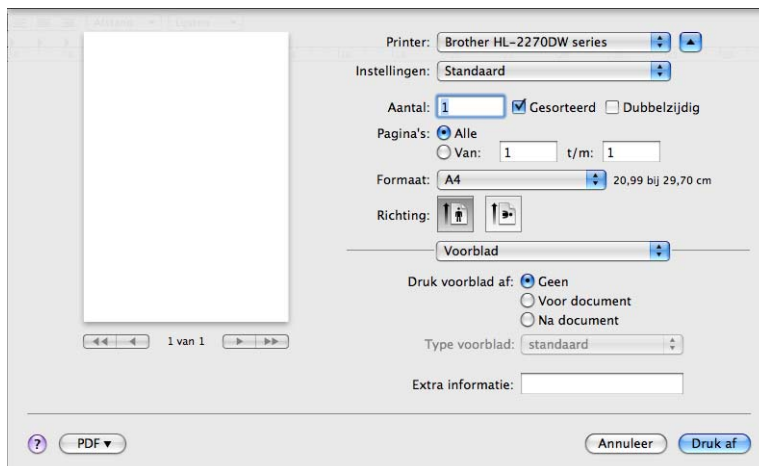 Afstand Lijsten
Printer: Brother HL-2270DW series
Instellingen: Standaard
Aantal: 1 Gesorteerd Dubbelzijdig
Pagina's: Alle
Van: 1 t/m: 1
Formaat: A4 20,99 bij 29,70 cm
Richting:
Voorblad
Druk voorblad af: Geen
Voor document
Na document
1 van 1
Type voorblad: standaard
Extra informatie:
? PDF Annuleer Druk af